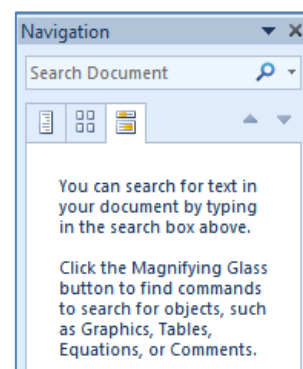 Navigation
Search Document
You can search for text in
your document by typing
in the search box above.
Click the Magnifying Glass
button to find commands
to search for objects, such
as Graphics, Tables,
Equations, or Comments.